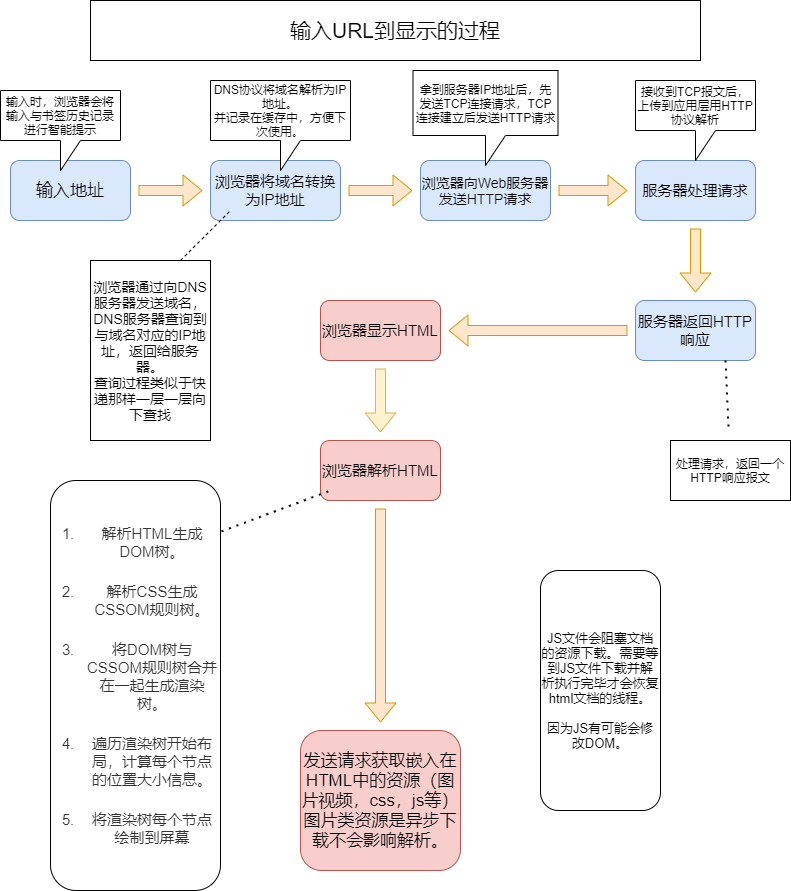 输入URL到显示的过程
输入时，浏览器会将
输入与书签历史记录
进行智能提示
DNS协议将域名解析为IP
地址。
并记录在缓存中，方便下
次使用。
拿到服务器IP地址后，先
发送TCP连接请求，TCP
连接建立后发送HTTP请求
接收到TCP报文后，
上传到应用层用HTTP
协议解析
输入地址
浏览器将域名转换
为IP地址
浏览器向Web服务器
发送HTTP请求
服务器处理请求
浏览器通过向DNS
服务器发送域名，
DNS服务器查询到
与域名对应的IP地
址，返回给服务
器。
查询过程类似于快
递那样一层一层向
下查找
浏览器显示HTML
服务器返回HTTP
响应
浏览器解析HTML
处理请求，返回一个
HTTP响应报文
1. 解析HTML生成
DOM树。
2. 解析CSS生成
CSSOM规则树。
3. 将DOM树与
CSSOM规则树合并
在一起生成渲染
树。
4. 遍历渲染树开始布
局，计算每个节点
的位置大小信息。
5. 将渲染树每个节点
绘制到屏幕
JS文件会阻塞文档
的资源下载。需要等
到JS文件下载并解
析执行完毕才会恢复
html文档的线程。
因为JS有可能会修
改DOM。
发送请求获取嵌入在
HTML中的资源（图
片视频，css，js等）
图片类资源是异步下
载不会影响解析。